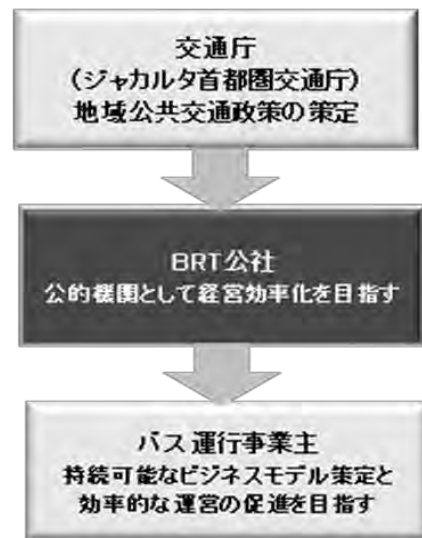 交通庁
(ジャカルタ首都圏交通庁)
地域公共交通政策の策定
BRT公社
公的機関として経営効率化を目指す
バス運行事業主
持続可能なビジネスモデル策定と
効率的な運営の促進を目指す